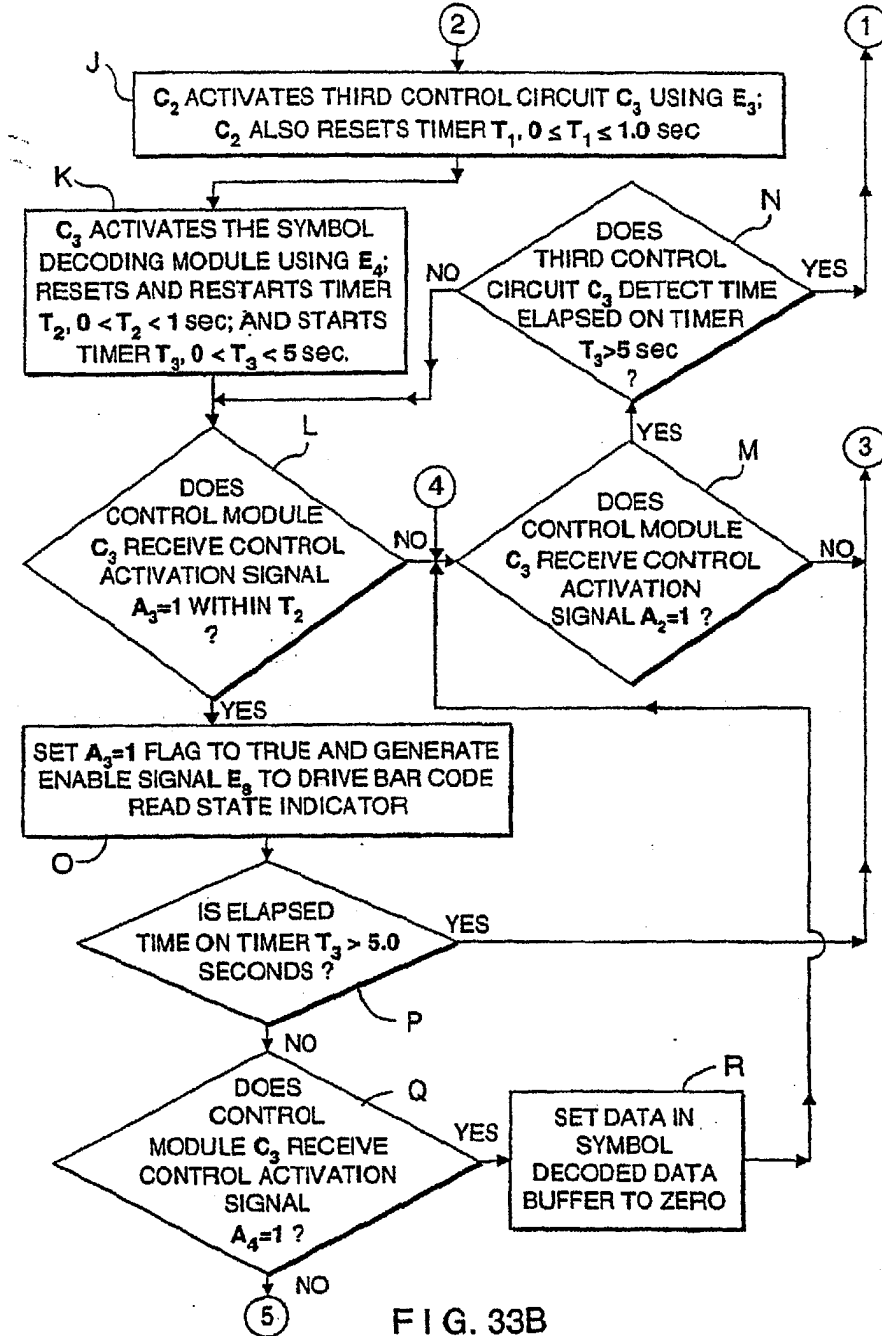 2
1
J
C₂ ACTIVATES THIRD CONTROL CIRCUIT C₃ USING E₃;
C₂ ALSO RESETS TIMER T₁, 0 ≤ T₁ ≤ 1.0 sec
K
C₃ ACTIVATES THE SYMBOL
DECODING MODULE USING E₄;
RESETS AND RESTARTS TIMER
T₂, 0 < T₂ < 1 sec; AND STARTS
TIMER T₃, 0 < T₃ < 5 sec.
N
DOES
THIRD CONTROL
CIRCUIT C₃ DETECT TIME
ELAPSED ON TIMER
T₃>5 sec
?
NO
YES
YES
L
DOES
CONTROL MODULE
C₃ RECEIVE CONTROL
ACTIVATION SIGNAL
A₃=1 WITHIN T₂
?
NO
4
M
DOES
CONTROL MODULE
C₃ RECEIVE CONTROL
ACTIVATION
SIGNAL A₂=1 ?
NO
3
YES
SET A₃=1 FLAG TO TRUE AND GENERATE
ENABLE SIGNAL E₈ TO DRIVE BAR CODE
READ STATE INDICATOR
O
IS ELAPSED
TIME ON TIMER T₃ > 5.0
SECONDS ?
YES
P
NO
Q
DOES
CONTROL
MODULE C₃ RECEIVE
CONTROL ACTIVATION
SIGNAL
A₄=1 ?
YES
R
SET DATA IN
SYMBOL
DECODED DATA
BUFFER TO ZERO
NO
5
FIG. 33B